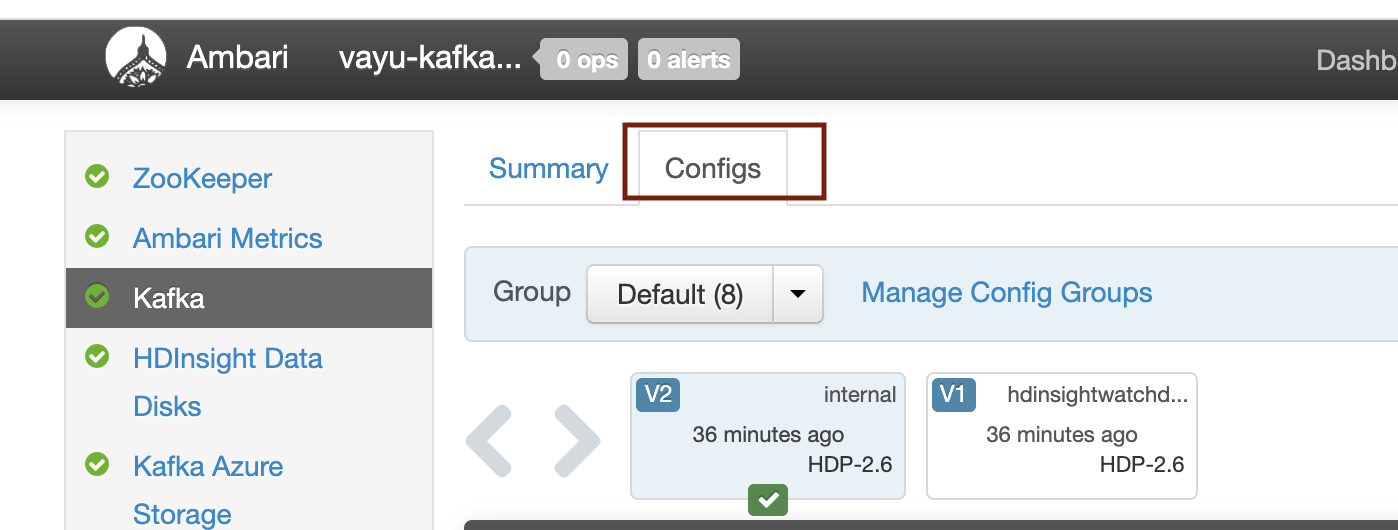 Ambari vayu-kafka... 0 ops 0 alerts Dashb
ZooKeeper
Ambari Metrics
Kafka
HDInsight Data
Disks
Kafka Azure
Storage
Summary Configs
Group Default (8) Manage Config Groups
V2 internal
36 minutes ago
HDP-2.6
V1 hdinsightwatchd...
36 minutes ago
HDP-2.6